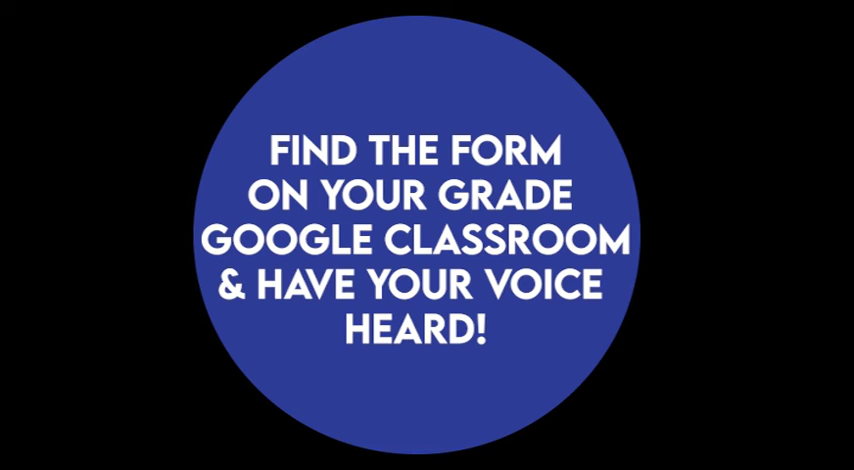 FIND THE FORM
ON YOUR GRADE
GOOGLE CLASSROOM
& HAVE YOUR VOICE
HEARD!